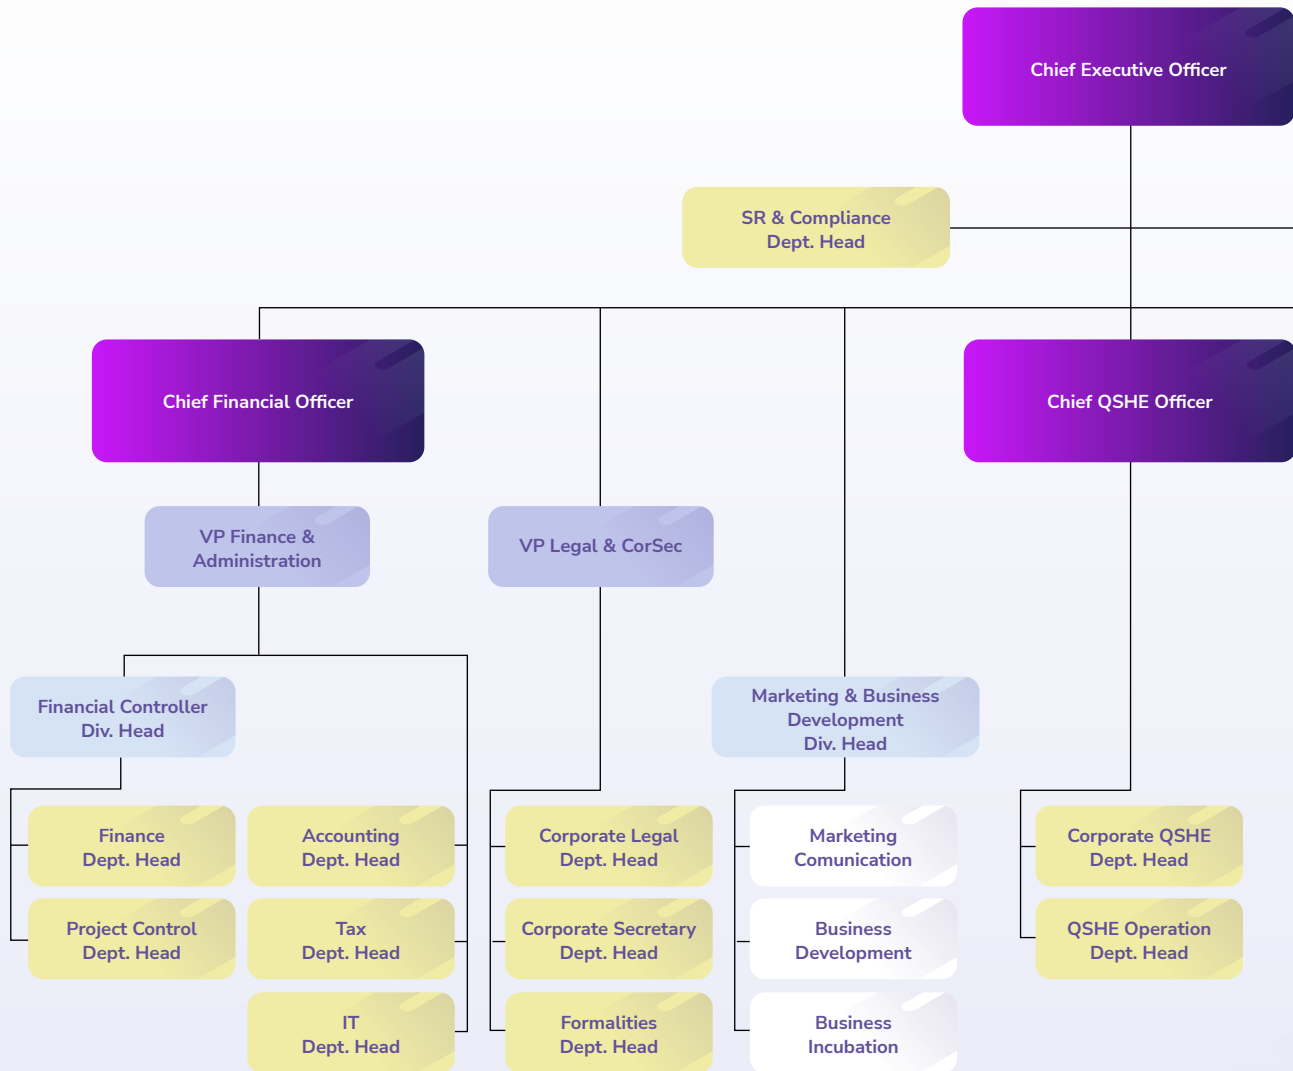 Chief Executive Officer
SR & Compliance
Dept. Head
Chief Financial Officer
Chief QSHE Officer
VP Finance &
Administration
VP Legal & CorSec
Financial Controller
Div. Head
Marketing & Business
Development
Div. Head
Finance
Dept. Head
Accounting
Dept. Head
Corporate Legal
Dept. Head
Marketing
Comunication
Corporate QSHE
Dept. Head
Project Control
Dept. Head
Tax
Dept. Head
Corporate Secretary
Dept. Head
Business
Development
QSHE Operation
Dept. Head
IT
Dept. Head
Formalities
Dept. Head
Business
Incubation